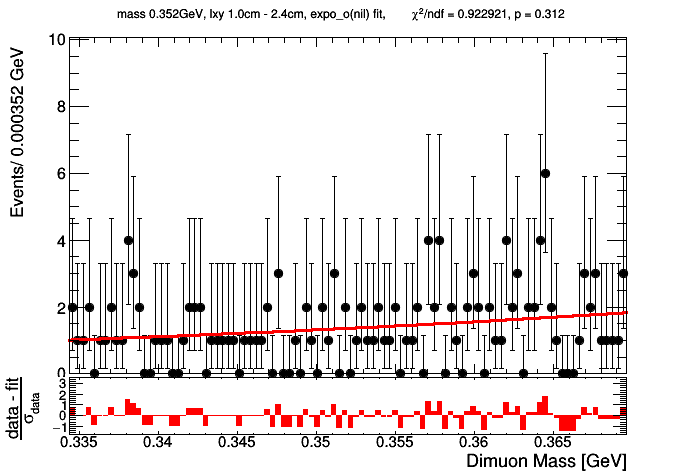 mass 0.352GeV, lxy 1.0cm - 2.4cm, expo_o(nil) fit, χ²/ndf = 0.922921, p = 0.312
Events/ 0.000352 GeV
10
8
6
4
2
0
data - fit
σdata
3
2
1
0
−1
0.335 0.34 0.345 0.35 0.355 0.36 0.365
Dimuon Mass [GeV]